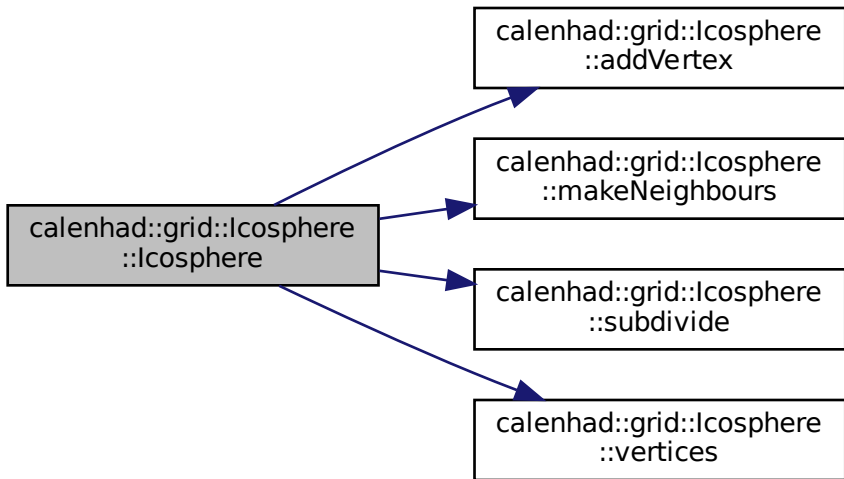 calenhad::grid::Icosphere
::Icosphere
calenhad::grid::Icosphere
::addVertex
calenhad::grid::Icosphere
::makeNeighbours
calenhad::grid::Icosphere
::subdivide
calenhad::grid::Icosphere
::vertices